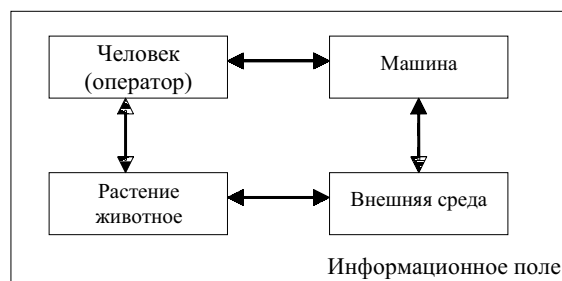 Человек
(оператор)
Машина
Растение
животное
Внешняя среда
Информационное поле